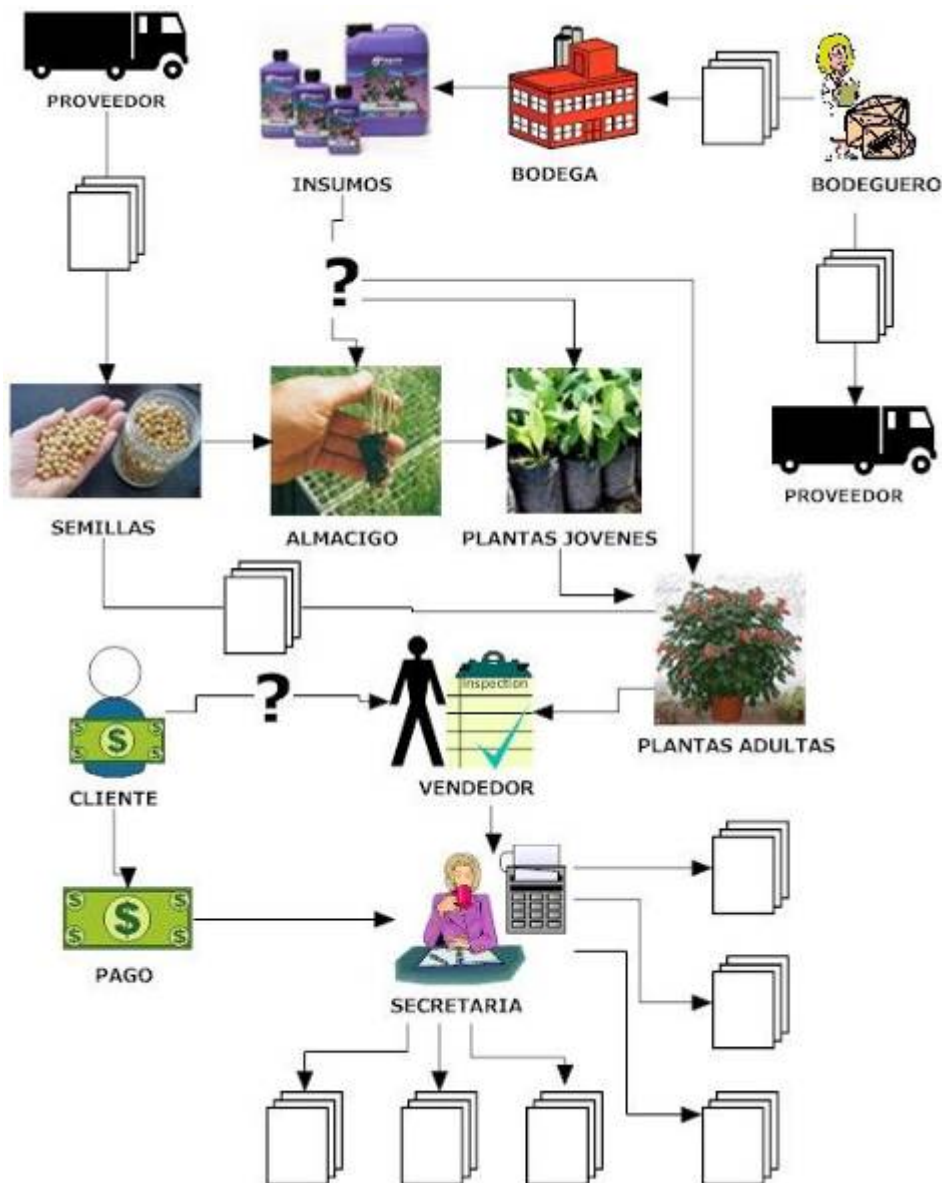 PROVEEDOR
INSUMOS
BODEGA
BODEGUERO
?
SEMILLAS
ALMACIGO
PLANTAS JOVENES
PROVEEDOR
?
inspection
CLIENTE
$
VENDEDOR
PLANTAS ADULTAS
$ $
$
$ $
PAGO
SECRETARIA